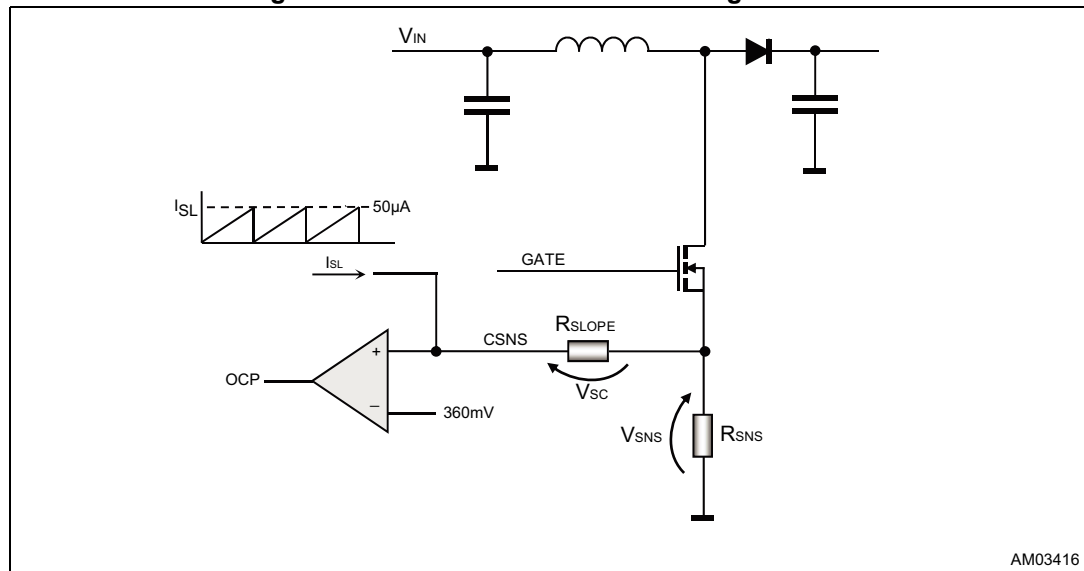 VIN
ISL
50µA
ISL
GATE
RSLOPE
CSNS
VSC
OCP
+
–
360mV
VSNS
RSNS
AM03416